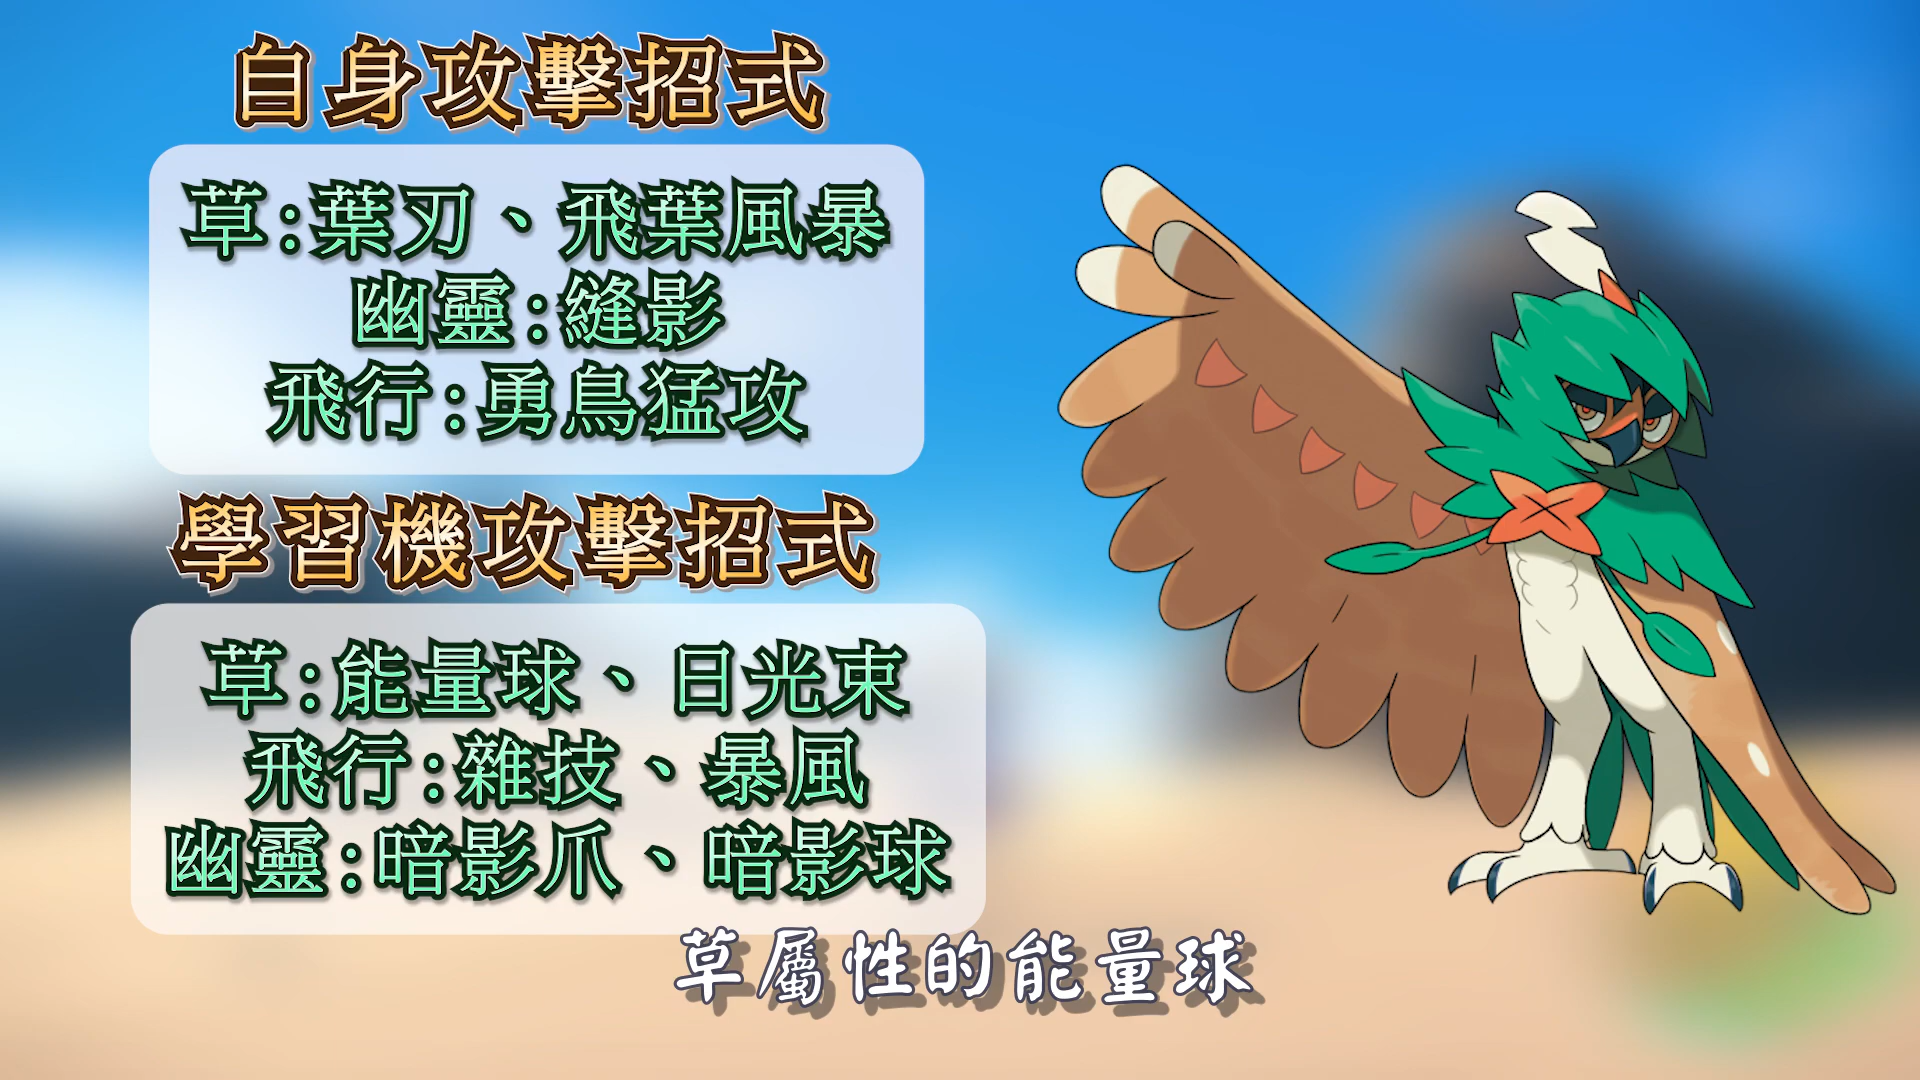 自身攻擊招式
草:葉刃、飛葉風暴
幽靈:縫影
飛行:勇鳥猛攻
學習機攻擊招式
草:能量球、日光束
飛行:雜技、暴風
幽靈:暗影爪、暗影球
草屬性的能量球